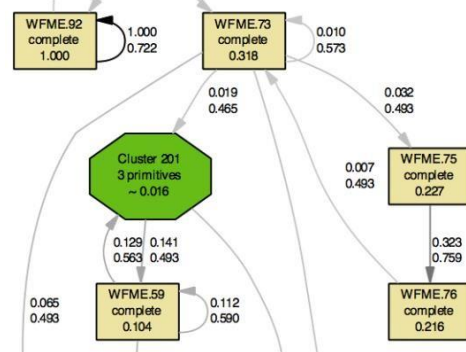 WFME.92
complete
1.000
1.000
0.722
WFME.73
complete
0.318
0.010
0.573
0.019
0.465
0.032
0.493
Cluster 201
3 primitives
~ 0.016
WFME.75
complete
0.227
0.007
0.493
0.129
0.563
0.141
0.493
0.323
0.759
WFME.59
complete
0.104
0.112
0.590
0.065
0.493
WFME.76
complete
0.216